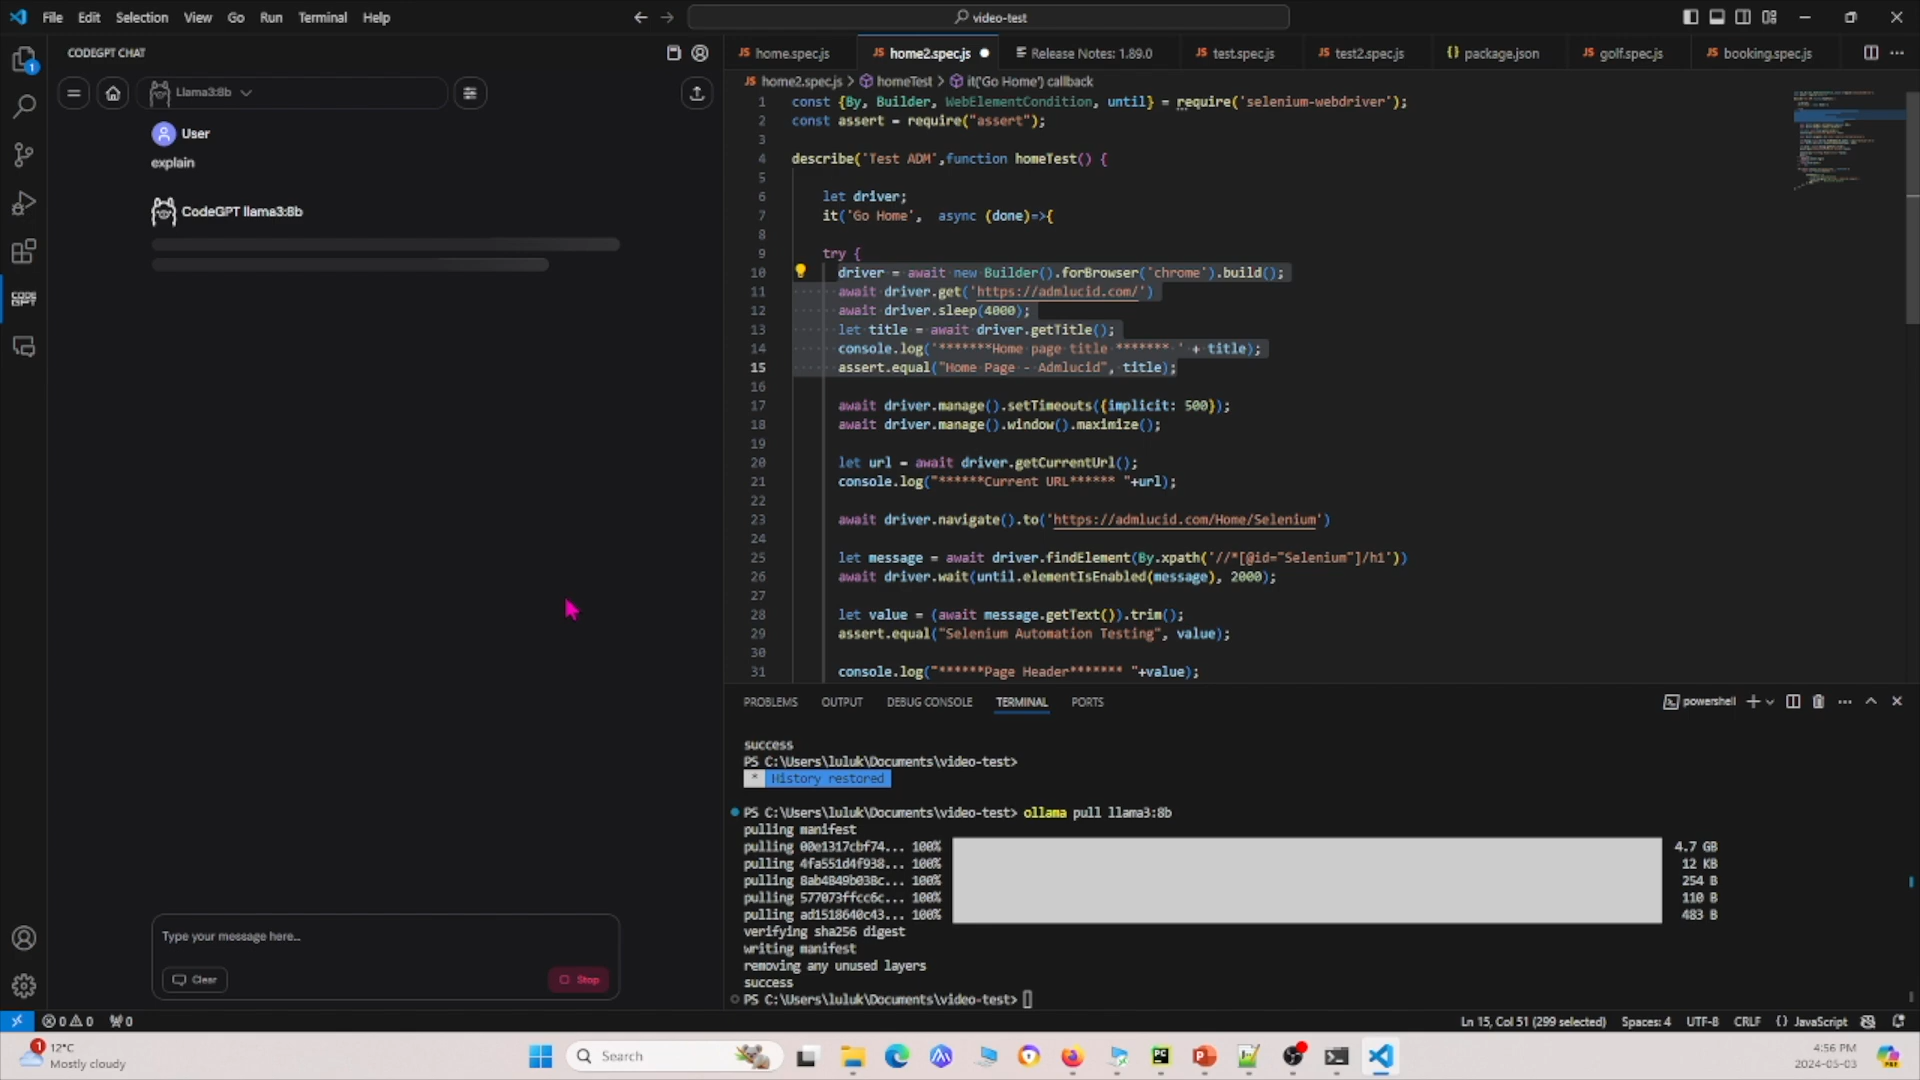 File Edit Selection View Go Run Terminal Help
video-test
CODEGPT CHAT
Llama3:8b
User
explain
CodeGPT llama3:8b
Type your message here...
Clear
Stop
1
CODE
GPT
JS home.spec.js
JS home2.spec.js
Release Notes: 1.89.0
JS test.spec.js
JS test2.spec.js
{} package.json
JS golf.spec.js
JS booking.spec.js
JS home2.spec.js > homeTest > it('Go Home') callback
1 const {By, Builder, WebElementCondition, until} = require('selenium-webdriver');
2 const assert = require("assert");
3
4 describe('Test ADM',function homeTest() {
5
6 let driver;
7 it('Go Home', async (done)=>{
8
9 try {
10 driver = await new Builder().forBrowser('chrome').build();
11 await driver.get('https://admlucid.com/')
12 await driver.sleep(4000);
13 let title = await driver.getTitle();
14 console.log('*******Home page title ******* ' + title);
15 assert.equal("Home Page - Admlucid", title);
16
17 await driver.manage().setTimeouts({implicit: 500});
18 await driver.manage().window().maximize();
19
20 let url = await driver.getCurrentUrl();
21 console.log("******Current URL****** "+url);
22
23 await driver.navigate().to('https://admlucid.com/Home/Selenium')
24
25 let message = await driver.findElement(By.xpath('//*[@id="Selenium"]/h1'))
26 await driver.wait(until.elementIsEnabled(message), 2000);
27
28 let value = (await message.getText()).trim();
29 assert.equal("Selenium Automation Testing", value);
30
31 console.log("******Page Header******* "+value);
PROBLEMS OUTPUT DEBUG CONSOLE TERMINAL PORTS
powershell
success
PS C:\Users\luluk\Documents\video-test>
* History restored
PS C:\Users\luluk\Documents\video-test> ollama pull llama3:8b
pulling manifest
pulling 00e1317cbf74... 100% 4.7 GB
pulling 4fa551d4f938... 100% 12 KB
pulling 8ab4849b038c... 100% 254 B
pulling 577073ffcc6c... 100% 110 B
pulling ad1518640c43... 100% 483 B
verifying sha256 digest
writing manifest
removing any unused layers
success
PS C:\Users\luluk\Documents\video-test>
0 0 0
Ln 15, Col 51 (299 selected) Spaces: 4 UTF-8 CRLF {} JavaScript
1
12°C
Mostly cloudy
Search
4:56 PM
2024-05-03